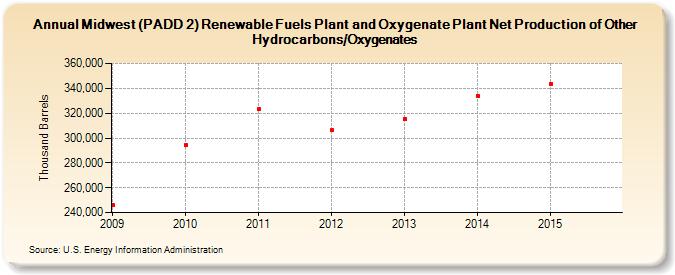 Annual Midwest (PADD 2) Renewable Fuels Plant and Oxygenate Plant Net Production of Other
Hydrocarbons/Oxygenates
Thousand Barrels
360,000
340,000
320,000
300,000
280,000
260,000
240,000
2009 2010 2011 2012 2013 2014 2015
Source: U.S. Energy Information Administration